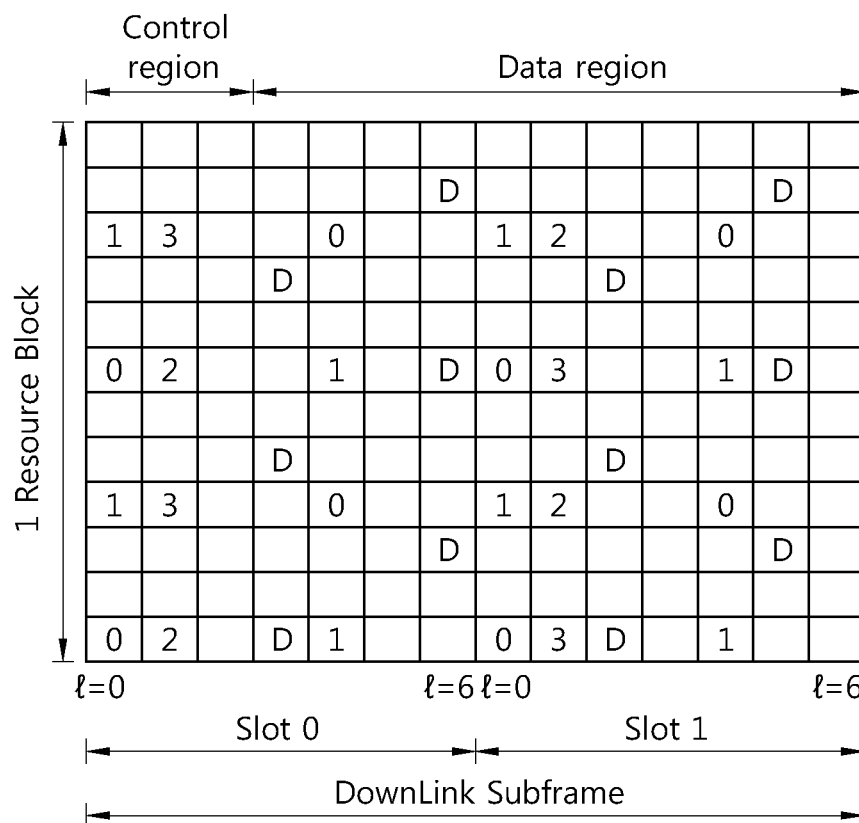 Control
region
Data region
D D
1 3 0 1 2 0
D D
0 2 1 D 0 3 1 D
D D
1 3 0 1 2 0
D D
0 2 D 1 0 3 D 1
1 Resource Block
ℓ=0 ℓ=6 ℓ=0 ℓ=6
Slot 0 Slot 1
DownLink Subframe